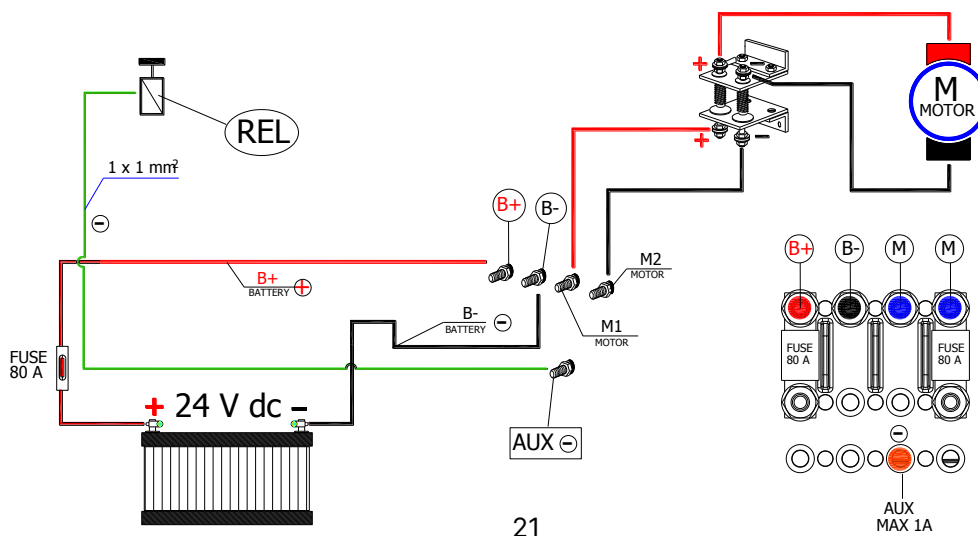 +
M
MOTOR
REL
+
−
1 x 1 mm²
−
B+
B-
B+
B-
M
M
B+
BATTERY +
M2
MOTOR
B-
BATTERY −
M1
MOTOR
FUSE
80 A
FUSE
80 A
FUSE
80 A
+ 24 V dc −
AUX −
−
AUX
MAX 1A
21